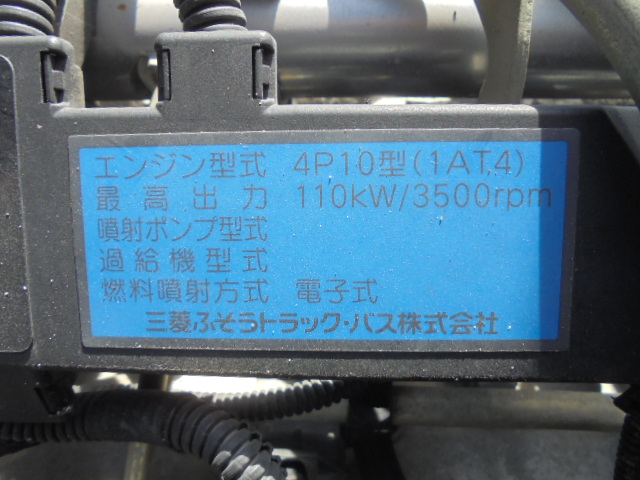 エンジン型式 4P10型(1AT4)
最高出力 110kW/3500rpm
噴射ポンプ型式
過給機型式
燃料噴射方式 電子式
三菱ふそうトラック・バス株式会社